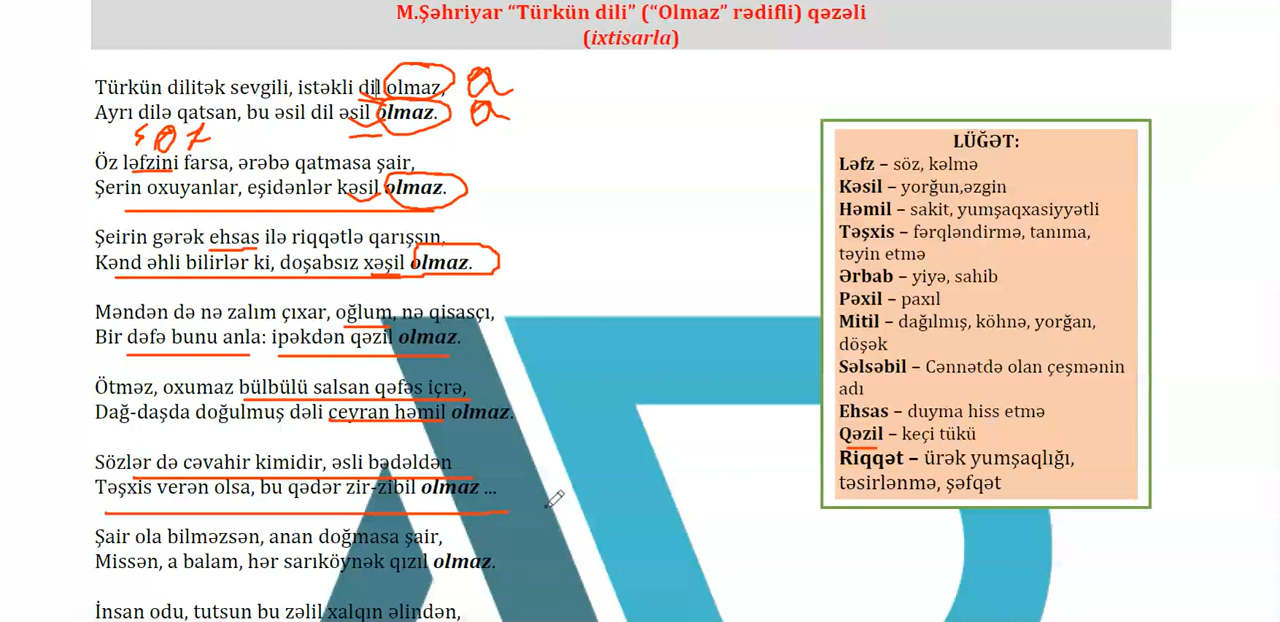 M.Şəhriyar “Türkün dili” (“Olmaz” rədifli) qəzəli
(ixtisarla)
Türkün dilitək sevgili, istəkli dil olmaz,
a
Ayrı dilə qatsan, bu əsil dil əsil olmaz.
a
söz
Öz ləfzini farsa, ərəbə qatmasa şair,
Şerin oxuyanlar, eşidənlər kəsil olmaz.
Şeirin gərək ehsas ilə riqqətlə qarışsın,
Kənd əhli bilirlər ki, doşabsız xəşil olmaz.
Məndən də nə zalım çıxar, oğlum, nə qisasçı,
Bir dəfə bunu anla: ipəkdən qəzil olmaz.
Ötməz, oxumaz bülbülü salsan qəfəs içrə,
Dağ-daşda doğulmuş dəli ceyran həmil olmaz.
Sözlər də cəvahir kimidir, əsli bədəldən
Təşxis verən olsa, bu qədər zir-zibil olmaz ...
Şair ola bilməzsən, anan doğmasa şair,
Missən, a balam, hər sarıköynək qızıl olmaz.
İnsan odu, tutsun bu zəlil xalqın əlindən,
LÜĞƏT:
Ləfz – söz, kəlmə
Kəsil – yorğun,əzgin
Həmil – sakit, yumşaqxasiyyətli
Təşxis – fərqləndirmə, tanıma,
təyin etmə
Ərbab – yiyə, sahib
Pəxil – paxıl
Mitil – dağılmış, köhnə, yorğan,
döşək
Səlsəbil – Cənnətdə olan çeşmənin
adı
Ehsas – duyma hiss etmə
Qəzil – keçi tükü
Riqqət – ürək yumşaqlığı,
təsirlənmə, şəfqət